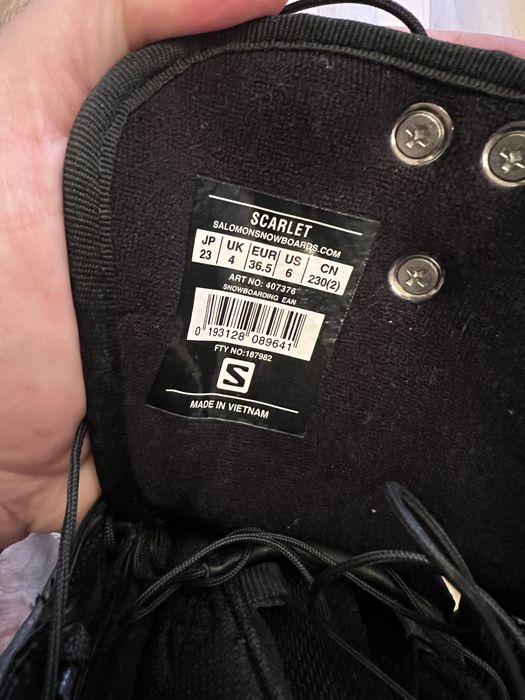 SCARLET
SALOMONSNOWBOARDS.COM
JP UK EUR US CN
23 4 36.5 6 230(2)
ART NO: 407376
SNOWBOARDING EAN
0 193128 089641
FTY NO:187982
S
MADE IN VIETNAM